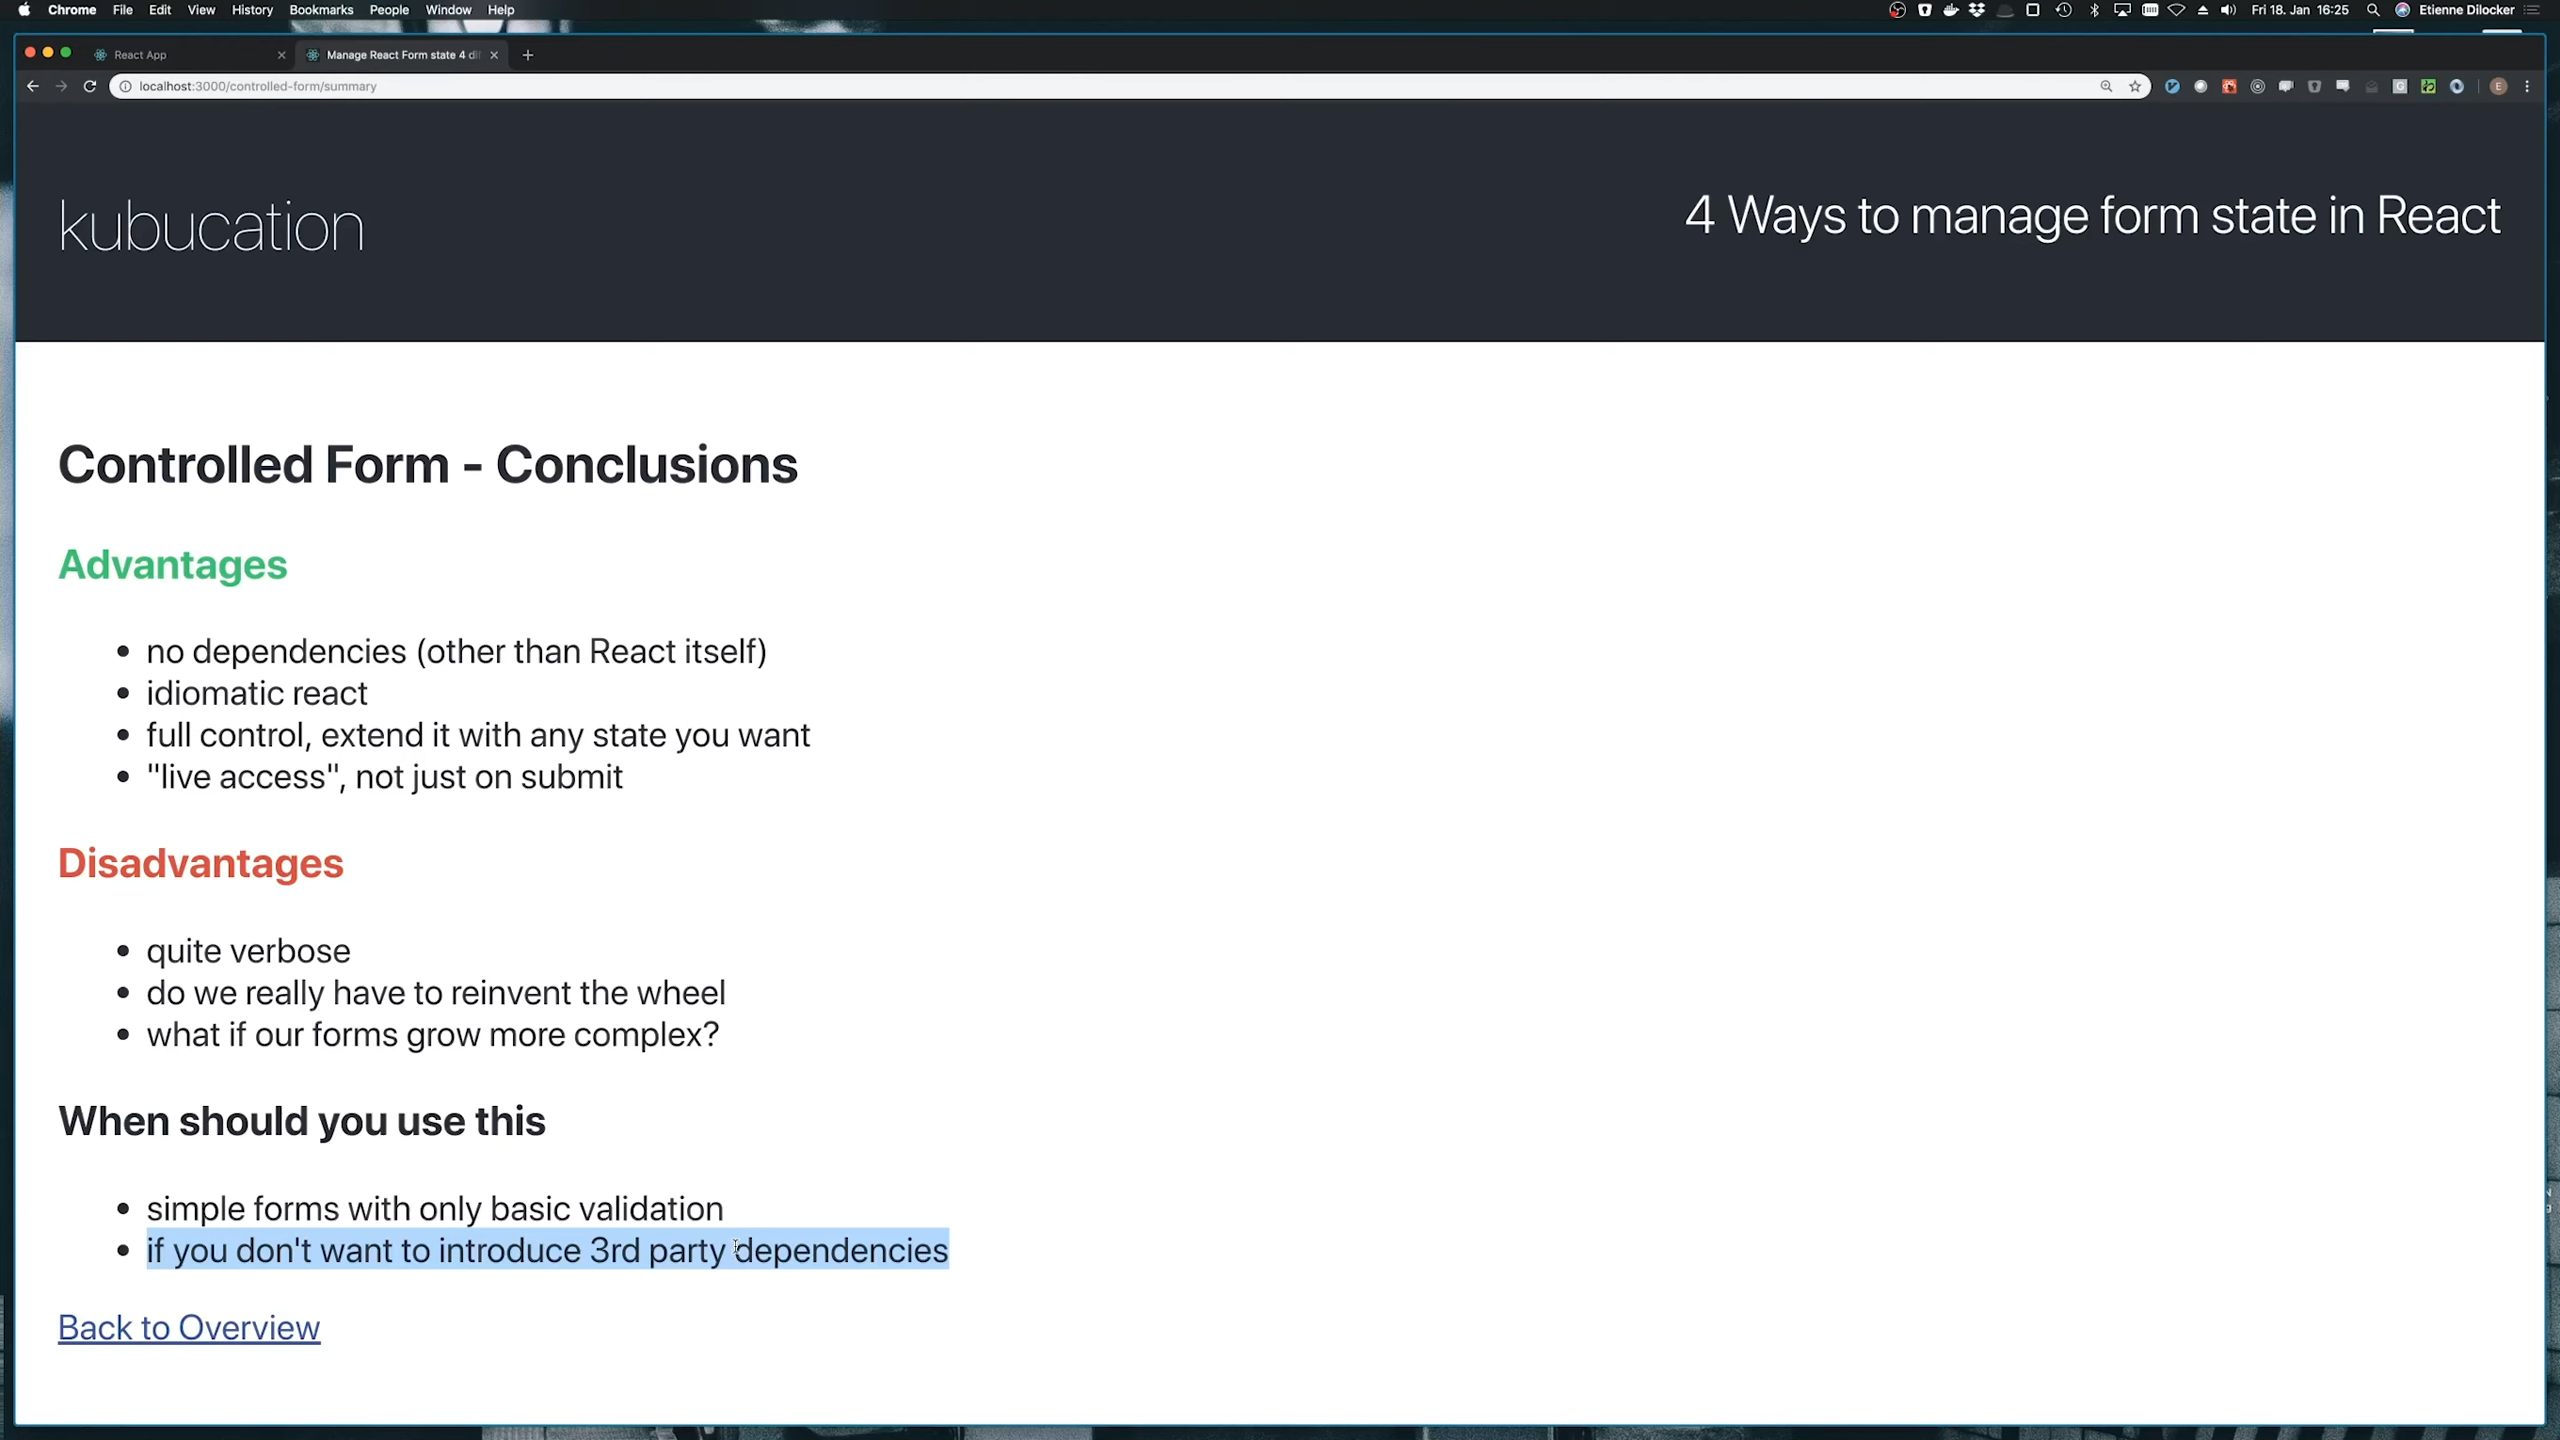 Chrome File Edit View History Bookmarks People Window Help Fri 18. Jan 16:25 Etienne Dilocker
React App Manage React Form state 4 di
localhost:3000/controlled-form/summary
kubucation
4 Ways to manage form state in React
Controlled Form - Conclusions
Advantages
• no dependencies (other than React itself)
• idiomatic react
• full control, extend it with any state you want
• "live access", not just on submit
Disadvantages
• quite verbose
• do we really have to reinvent the wheel
• what if our forms grow more complex?
When should you use this
• simple forms with only basic validation
• if you don't want to introduce 3rd party dependencies
Back to Overview